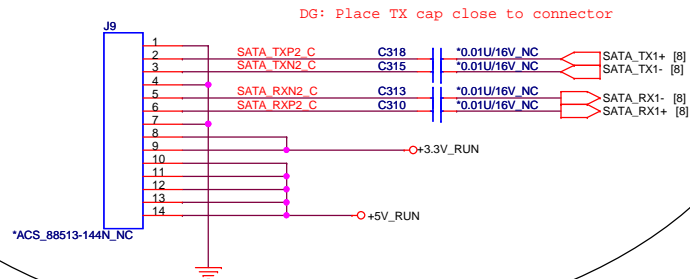 DG: Place TX cap close to connector
J9
1
2 SATA_TXP2_C C318 *0.01U/16V_NC SATA_TX1+ [8]
3 SATA_TXN2_C C315 *0.01U/16V_NC SATA_TX1- [8]
4
5 SATA_RXN2_C C313 *0.01U/16V_NC SATA_RX1- [8]
6 SATA_RXP2_C C310 *0.01U/16V_NC SATA_RX1+ [8]
7
8
9 +3.3V_RUN
10
11
12
13
14 +5V_RUN
*ACS_88513-144N_NC